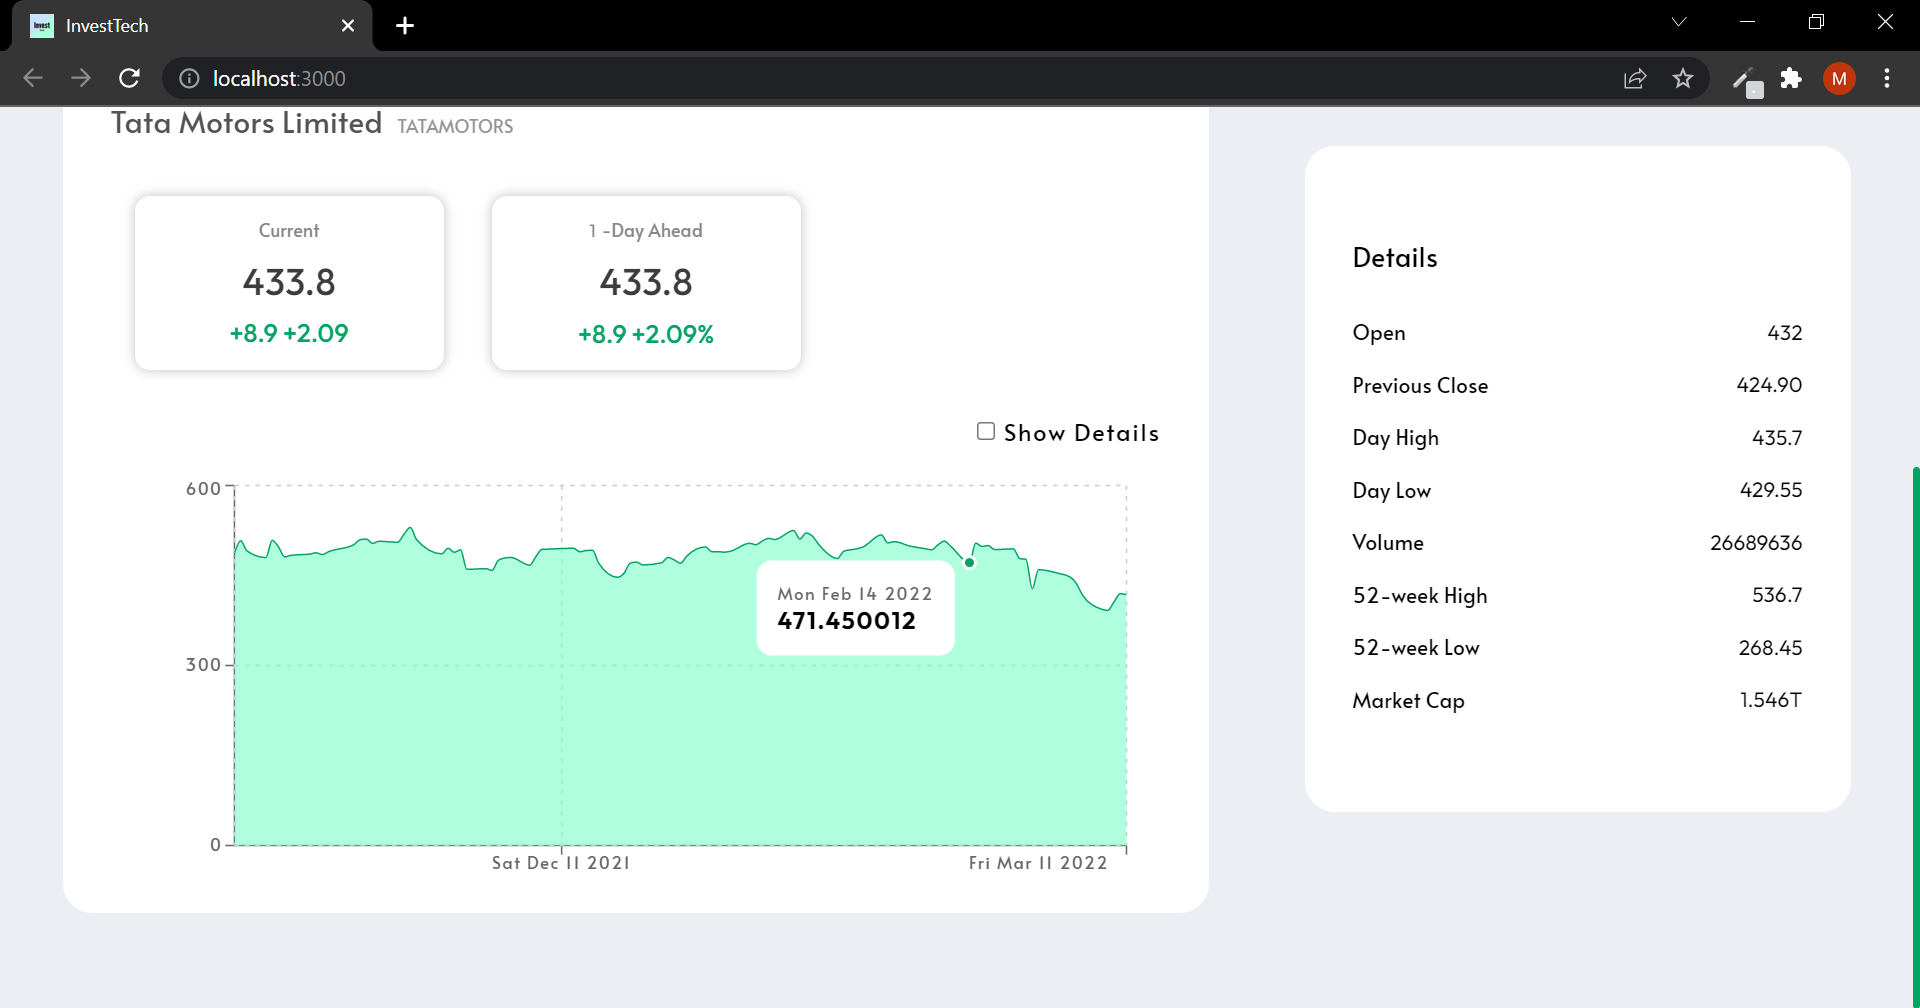 InvestTech
localhost:3000
M
Tata Motors Limited TATAMOTORS
Current
433.8
+8.9 +2.09
1 -Day Ahead
433.8
+8.9 +2.09%
Show Details
600
300
0
Mon Feb 14 2022
471.450012
Sat Dec 11 2021
Fri Mar 11 2022
Details
Open 432
Previous Close 424.90
Day High 435.7
Day Low 429.55
Volume 26689636
52-week High 536.7
52-week Low 268.45
Market Cap 1.546T